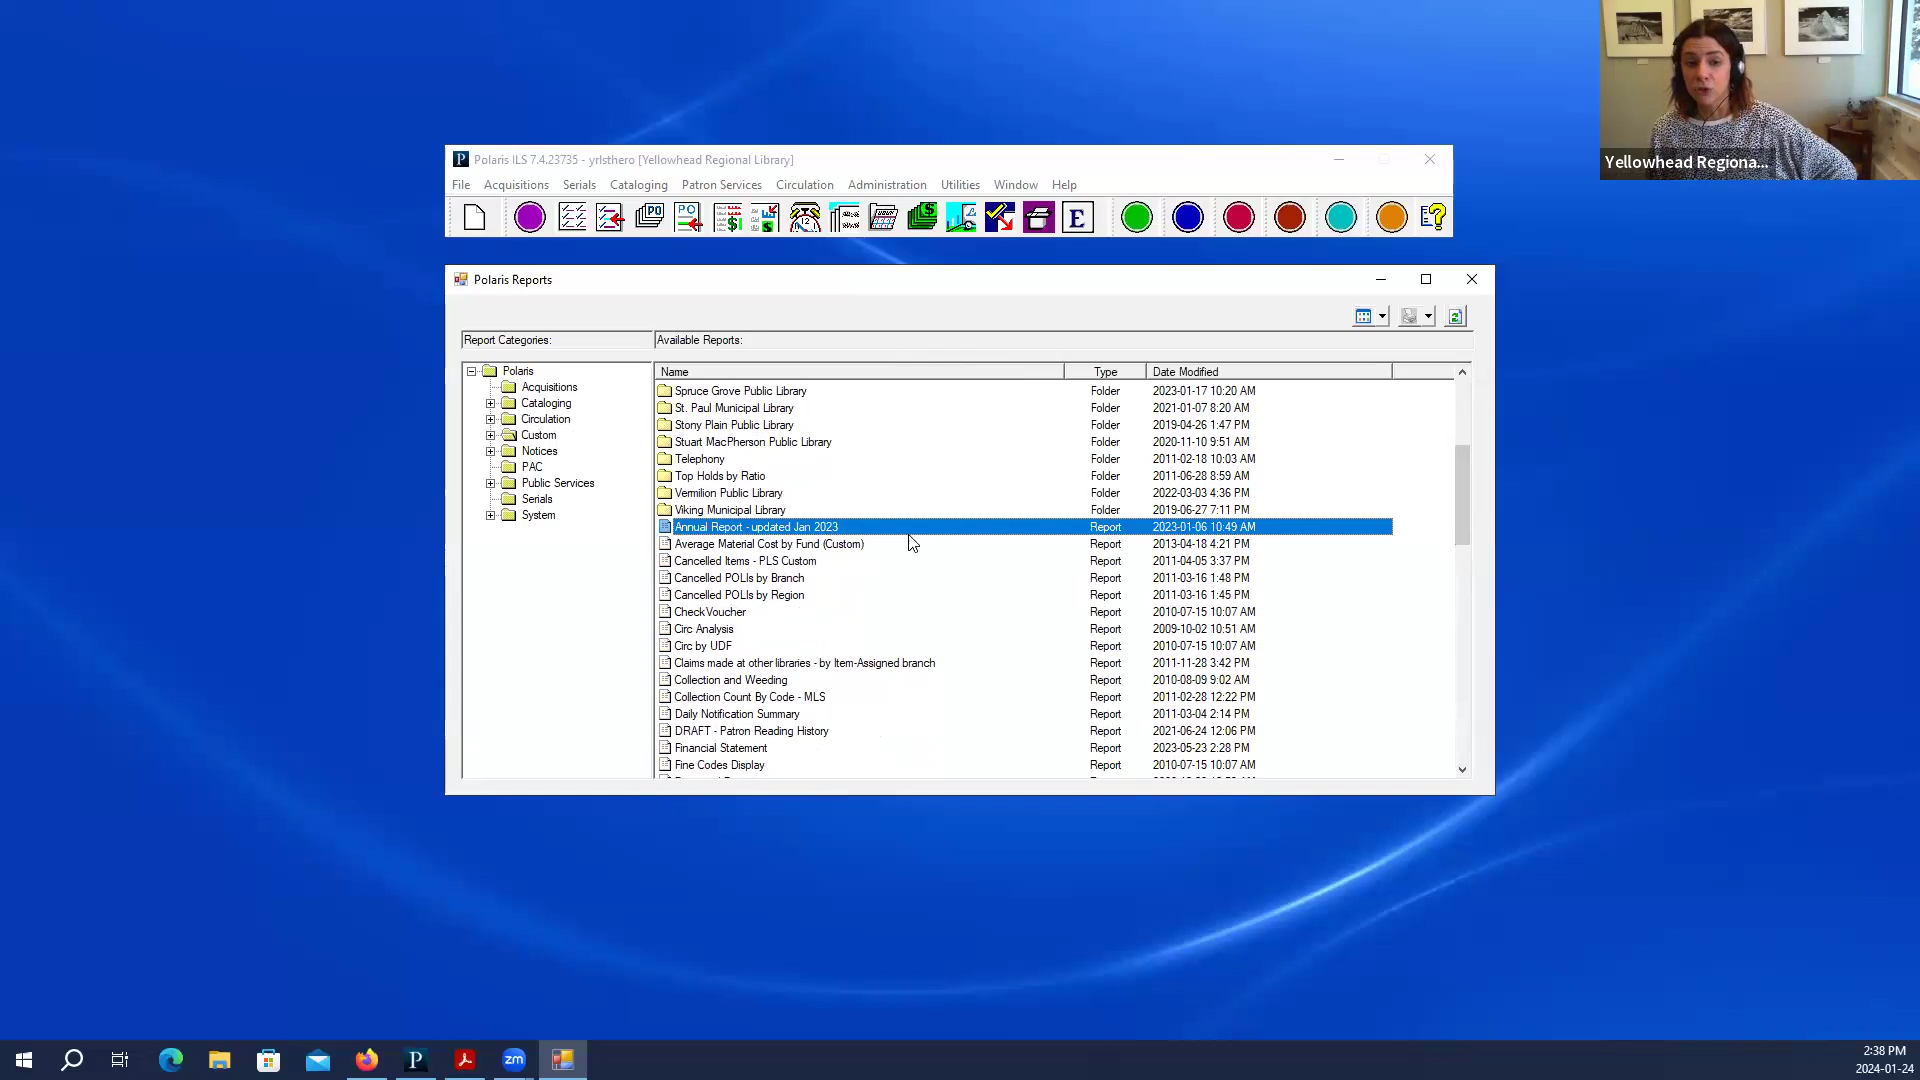 Yellowhead Regiona...
Polaris ILS 7.4.23735 - yrlsthero [Yellowhead Regional Library]
File Acquisitions Serials Cataloging Patron Services Circulation Administration Utilities Window Help
Polaris Reports
Report Categories: Available Reports:
Polaris
Acquisitions
Cataloging
Circulation
Custom
Notices
PAC
Public Services
Serials
System
Name Type Date Modified
Spruce Grove Public Library Folder 2023-01-17 10:20 AM
St. Paul Municipal Library Folder 2021-01-07 8:20 AM
Stony Plain Public Library Folder 2019-04-26 1:47 PM
Stuart MacPherson Public Library Folder 2020-11-10 9:51 AM
Telephony Folder 2011-02-18 10:03 AM
Top Holds by Ratio Folder 2011-06-28 8:59 AM
Vermilion Public Library Folder 2022-03-03 4:36 PM
Viking Municipal Library Folder 2019-06-27 7:11 PM
Annual Report - updated Jan 2023 Report 2023-01-06 10:49 AM
Average Material Cost by Fund (Custom) Report 2013-04-18 4:21 PM
Cancelled Items - PLS Custom Report 2011-04-05 3:37 PM
Cancelled POLIs by Branch Report 2011-03-16 1:48 PM
Cancelled POLIs by Region Report 2011-03-16 1:45 PM
CheckVoucher Report 2010-07-15 10:07 AM
Circ Analysis Report 2009-10-02 10:51 AM
Circ by UDF Report 2010-07-15 10:07 AM
Claims made at other libraries - by Item-Assigned branch Report 2011-11-28 3:42 PM
Collection and Weeding Report 2010-08-09 9:02 AM
Collection Count By Code - MLS Report 2011-02-28 12:22 PM
Daily Notification Summary Report 2011-03-04 2:14 PM
DRAFT - Patron Reading History Report 2021-06-24 12:06 PM
Financial Statement Report 2023-05-23 2:28 PM
Fine Codes Display Report 2010-07-15 10:07 AM
2:38 PM
2024-01-24